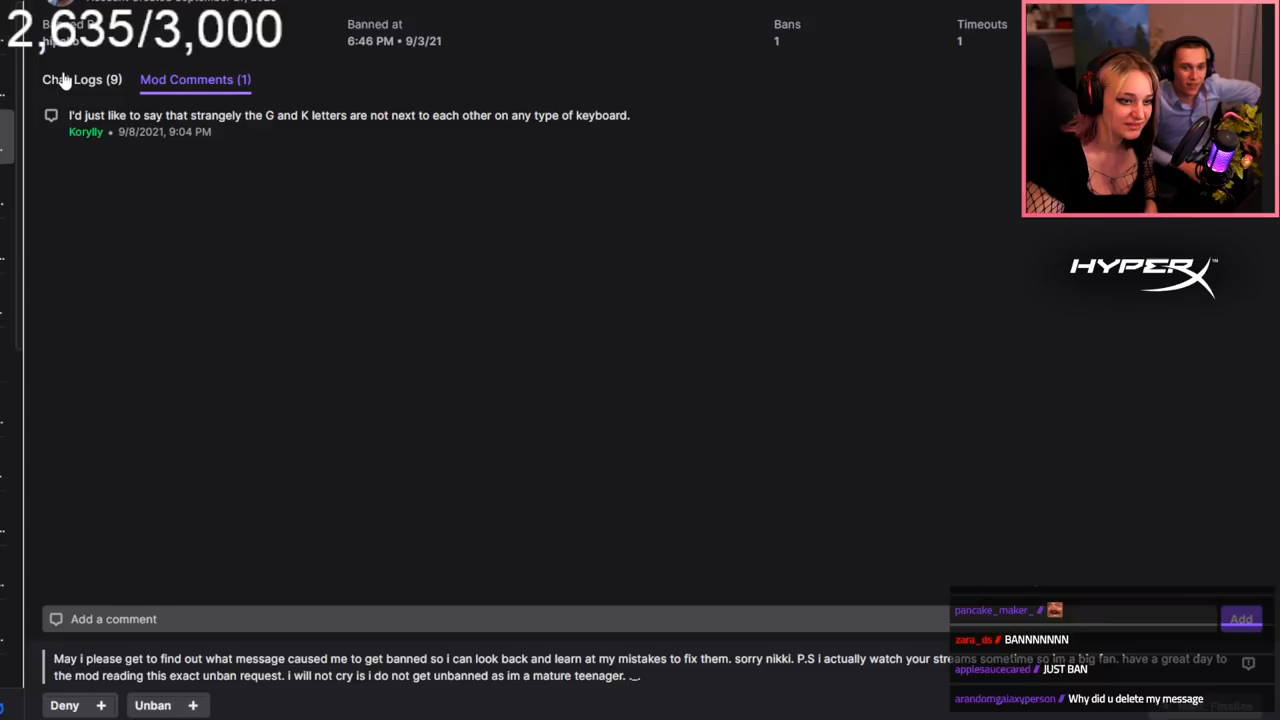 2,635/3,000
Banned at
Bans
Timeouts
6:46 PM • 9/3/21
1
1
Chat Logs (9)
Mod Comments (1)
I'd just like to say that strangely the G and K letters are not next to each other on any type of keyboard.
Korylly • 9/8/2021, 9:04 PM
HYPERX™
Add a comment
Add
pancake_maker_ //
zara_ds // BANNNNNNN
applesaucecared // JUST BAN
arandomgalaxyperson // Why did u delete my message
May i please get to find out what message caused me to get banned so i can look back and learn at my mistakes to fix them. sorry nikki. P.S i actually watch your streams sometime so im a big fan. have a great day to
the mod reading this exact unban request. i will not cry is i do not get unbanned as im a mature teenager. ._.
Deny +
Unban +
Finalize